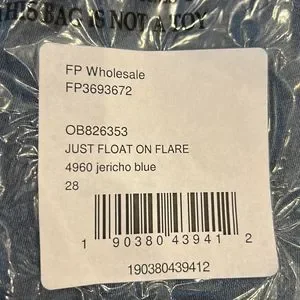 THIS BAG IS NOT A TOY
FP Wholesale
FP3693672
OB826353
JUST FLOAT ON FLARE
4960 jericho blue
28
1 90380 43941 2
190380439412